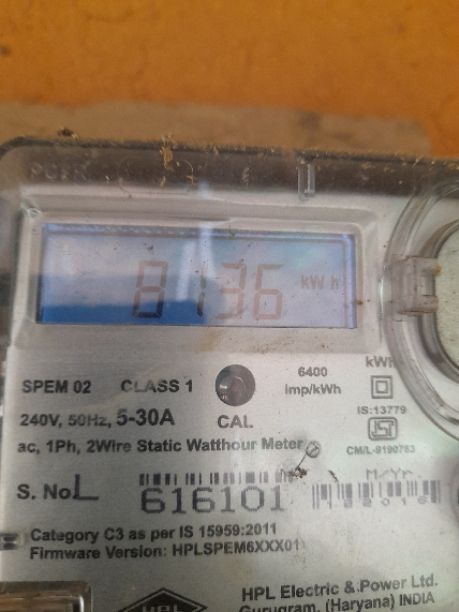 8136 kWh
SPEM 02 CLASS 1
6400
imp/kWh
kWh
240V, 50Hz, 5-30A
CAL
IS:13779
ac, 1Ph, 2Wire Static Watthour Meter
CM/L-9190763
S. No L 616101
M/Yr
Category C3 as per IS 15959:2011
Firmware Version: HPLSPEM6XXX01
HPL
HPL Electric & Power Ltd.
Gurugram, (Haryana) INDIA